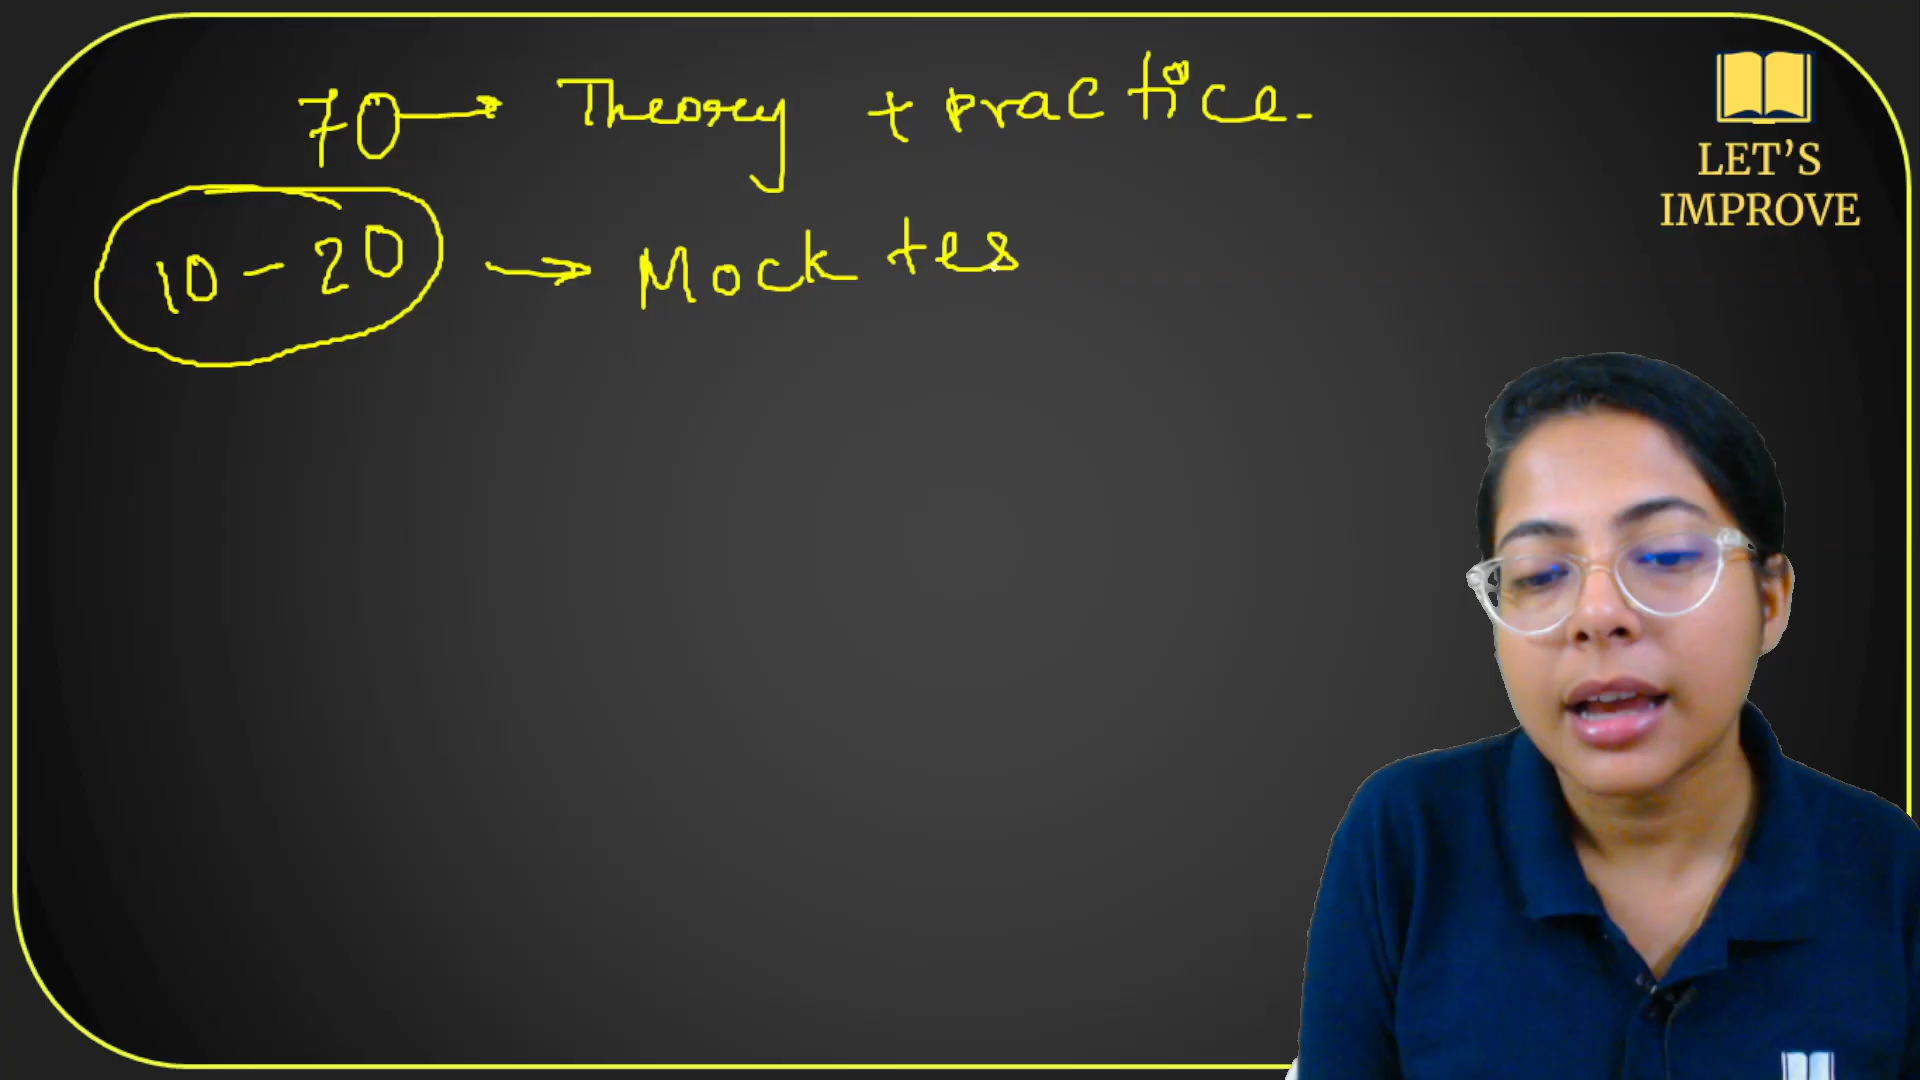 70 → Theory + practice.
10 - 20 → Mock tes
LET'S
IMPROVE